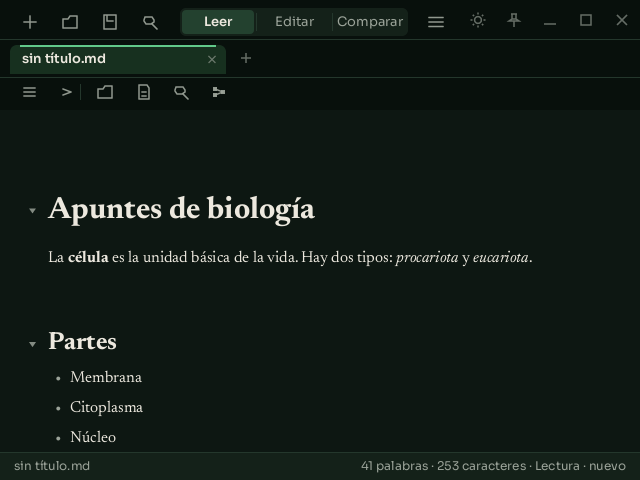 Leer Editar Comparar
sin título.md
Apuntes de biología
La célula es la unidad básica de la vida. Hay dos tipos: procariota y eucariota.
Partes
• Membrana
• Citoplasma
• Núcleo
sin título.md 41 palabras · 253 caracteres · Lectura · nuevo